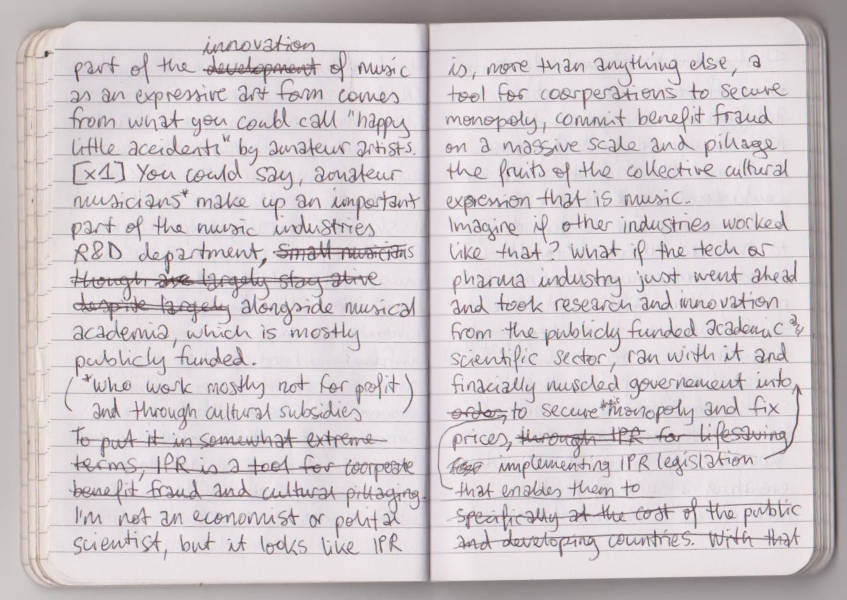 innovation
part of the development of music
as an expressive art form comes
from what you could call "happy
little accidents" by amateur artists.
[x1] You could say, amateur
musicians* make up an important
part of the music industries
R&D department, Small musicians
though are largely stay alive
despite largely alongside musical
academia, which is mostly
publicly funded.
(*who work mostly not for profit)
and through cultural subsidies
To put it in somewhat extreme
terms, IPR is a tool for coorpeate
benefit fraud and cultural pillaging.
I'm not an economist or polital
scientist, but it looks like IPR
is, more than anything else, a
tool for coorperations to secure
monopoly, commit benefit fraud
on a massive scale and pillage
the fruits of the collective cultural
expression that is music.
Imagine if other industries worked
like that? What if the tech or
pharma industry just went ahead
and took research and innovation
from the publicly funded academic
scientific sector, ran with it and
finacially muscled governement into
order, to secure monopoly and fix
prices, through IPR for lifesaving
implementing IPR legislation
that enables them to
specifically at the cost of the public
and developing countries. With that